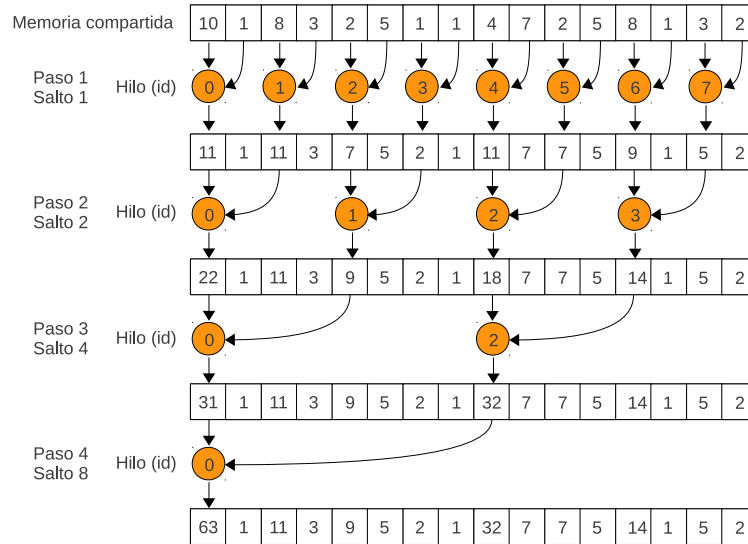 Memoria compartida 10 1 8 3 2 5 1 1 4 7 2 5 8 1 3 2
Paso 1
Salto 1
Hilo (id) 0 1 2 3 4 5 6 7
11 1 11 3 7 5 2 1 11 7 7 5 9 1 5 2
Paso 2
Salto 2
Hilo (id) 0 1 2 3
22 1 11 3 9 5 2 1 18 7 7 5 14 1 5 2
Paso 3
Salto 4
Hilo (id) 0 2
31 1 11 3 9 5 2 1 32 7 7 5 14 1 5 2
Paso 4
Salto 8
Hilo (id) 0
63 1 11 3 9 5 2 1 32 7 7 5 14 1 5 2